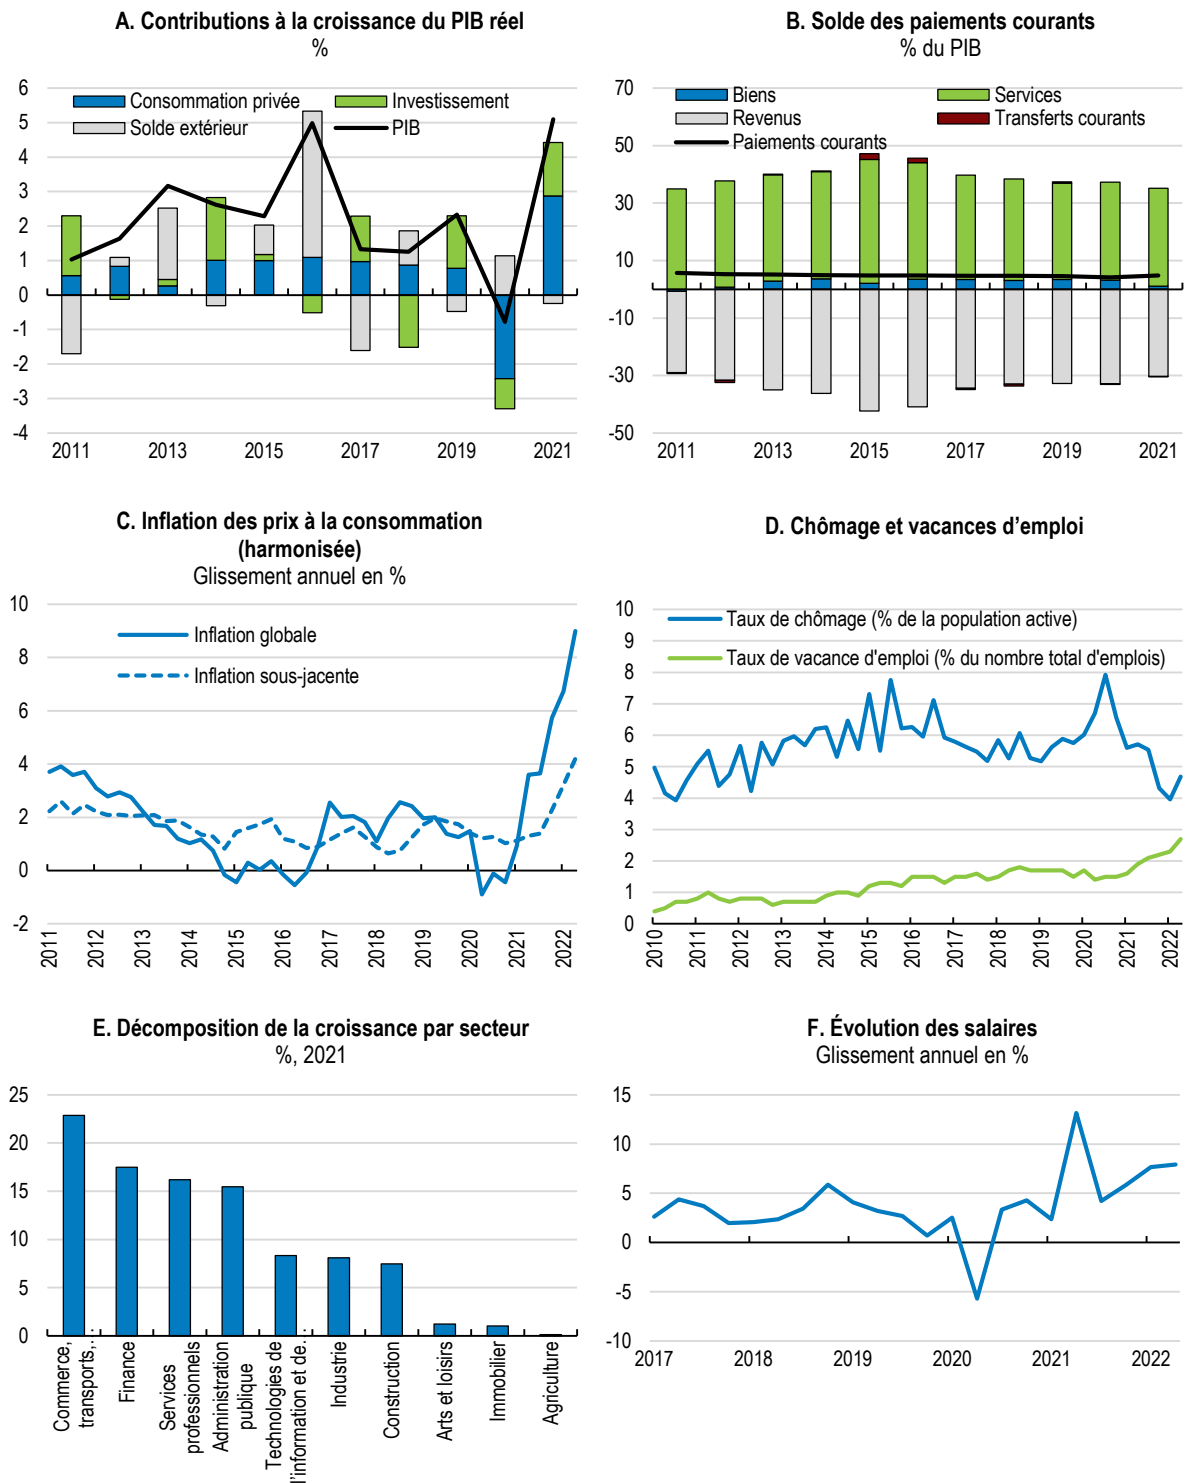 A. Contributions à la croissance du PIB réel
%
6
5
4
3
2
1
0
-1
-2
-3
-4
Consommation privée
Investissement
Solde extérieur
PIB
2011
2013
2015
2017
2019
2021
B. Solde des paiements courants
% du PIB
70
50
30
10
-10
-30
-50
Biens
Services
Revenus
Transferts courants
Paiements courants
2011
2013
2015
2017
2019
2021
C. Inflation des prix à la consommation
(harmonisée)
Glissement annuel en %
10
8
6
4
2
0
-2
Inflation globale
Inflation sous-jacente
2011
2012
2013
2014
2015
2016
2017
2018
2019
2020
2021
2022
D. Chômage et vacances d'emploi
10
9
8
7
6
5
4
3
2
1
0
Taux de chômage (% de la population active)
Taux de vacance d'emploi (% du nombre total d'emplois)
2010
2011
2012
2013
2014
2015
2016
2017
2018
2019
2020
2021
2022
E. Décomposition de la croissance par secteur
%, 2021
25
20
15
10
5
0
Commerce,
transports,…
Finance
Services
professionnels
Administration
publique
Technologies de
l'information et de…
Industrie
Construction
Arts et loisirs
Immobilier
Agriculture
F. Évolution des salaires
Glissement annuel en %
15
10
5
0
-5
-10
2017
2018
2019
2020
2021
2022